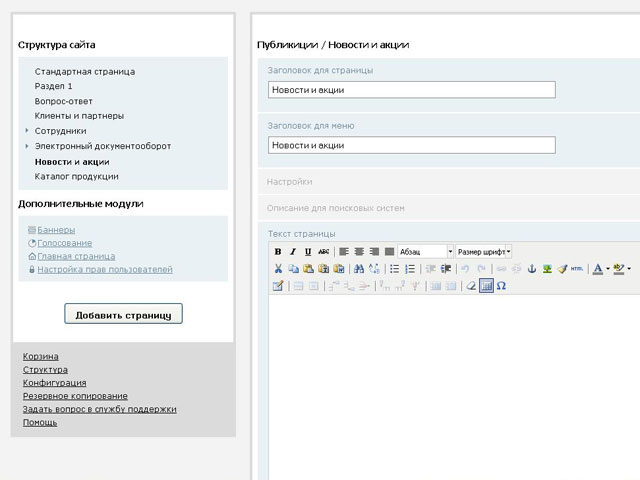 Структура сайта
Стандартная страница
Раздел 1
Вопрос-ответ
Клиенты и партнеры
Сотрудники
Электронный документооборот
Новости и акции
Каталог продукции
Дополнительные модули
Баннеры
Голосование
Главная страница
Настройка прав пользователей
Добавить страницу
Корзина
Структура
Конфигурация
Резервное копирование
Задать вопрос в службу поддержки
Помощь
Публикиции / Новости и акции
Заголовок для страницы
Новости и акции
Заголовок для меню
Новости и акции
Настройки
Описание для поисковых систем
Текст страницы
B I U ABC Абзац Размер шрифт
HTML A ab
Ω